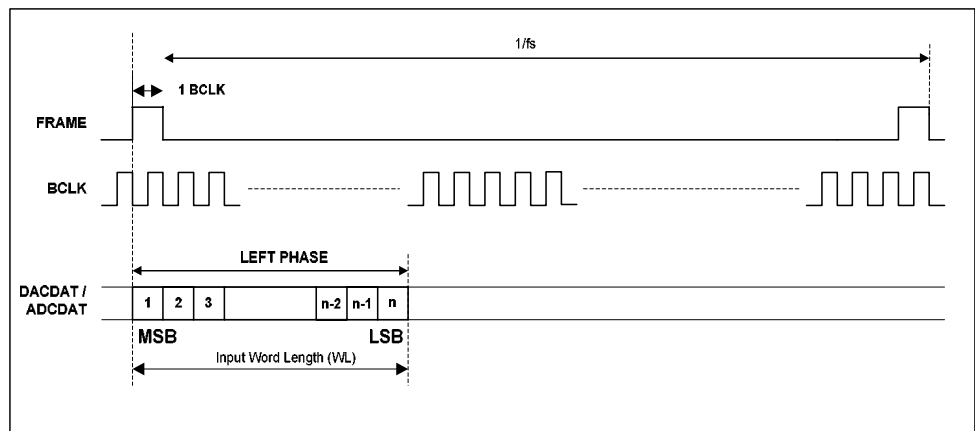 1/fs
1 BCLK
FRAME
BCLK
LEFT PHASE
DACDAT /
ADCDAT
1 2 3 n-2 n-1 n
MSB LSB
Input Word Length (WL)